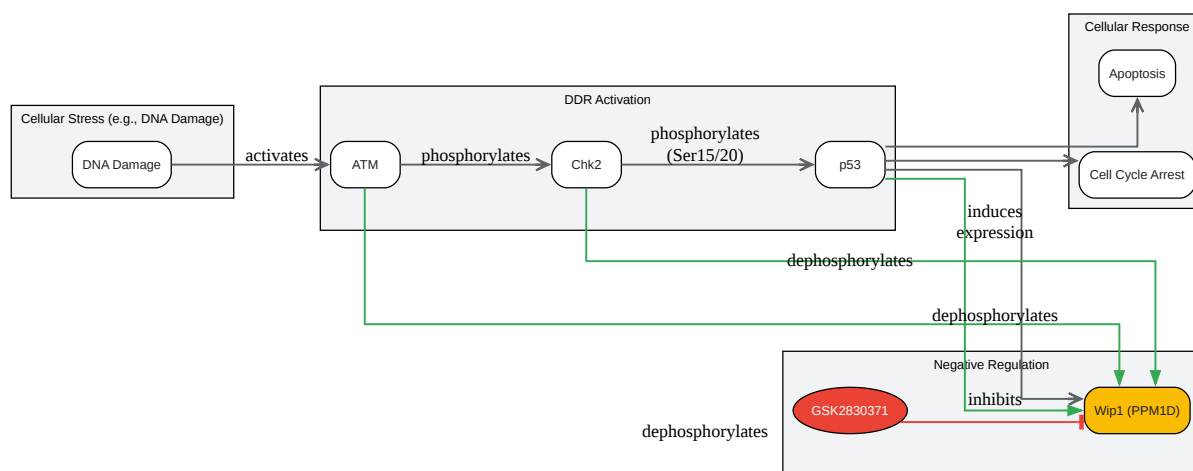 Cellular Response
Apoptosis
DDR Activation
Cellular Stress (e.g., DNA Damage)
phosphorylates
(Ser15/20)
DNA Damage
activates
ATM
phosphorylates
Chk2
p53
Cell Cycle Arrest
induces
expression
dephosphorylates
dephosphorylates
Negative Regulation
GSK2830371
inhibits
Wip1 (PPM1D)
dephosphorylates